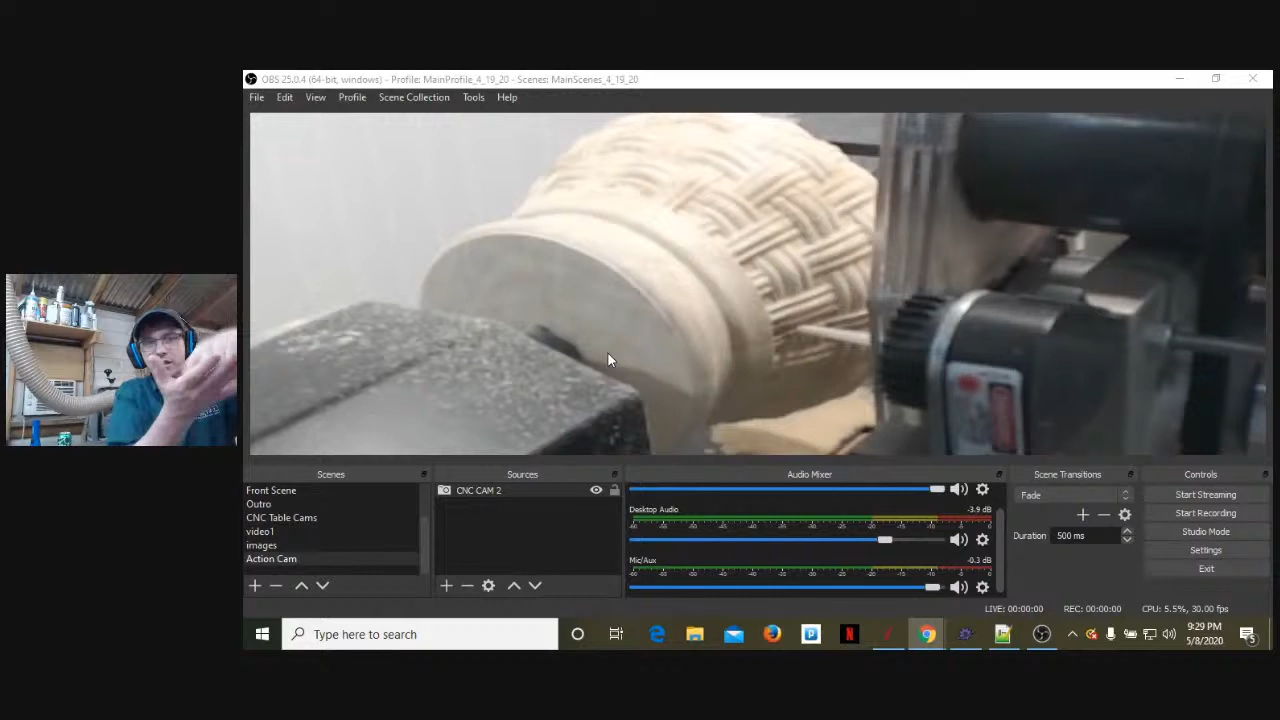 OBS 25.0.4 (64-bit, windows) - Profile: MainProfile_4_19_20 - Scenes: MainScenes_4_19_20
File Edit View Profile Scene Collection Tools Help
Scenes
Front Scene
Outro
CNC Table Cams
video1
images
Action Cam
Sources
CNC CAM 2
Audio Mixer
Desktop Audio -3.9 dB
Mic/Aux -0.3 dB
Scene Transitions
Fade
Duration 500 ms
Controls
Start Streaming
Start Recording
Studio Mode
Settings
Exit
LIVE: 00:00:00 REC: 00:00:00 CPU: 5.5%, 30.00 fps
Type here to search
9:29 PM
5/8/2020